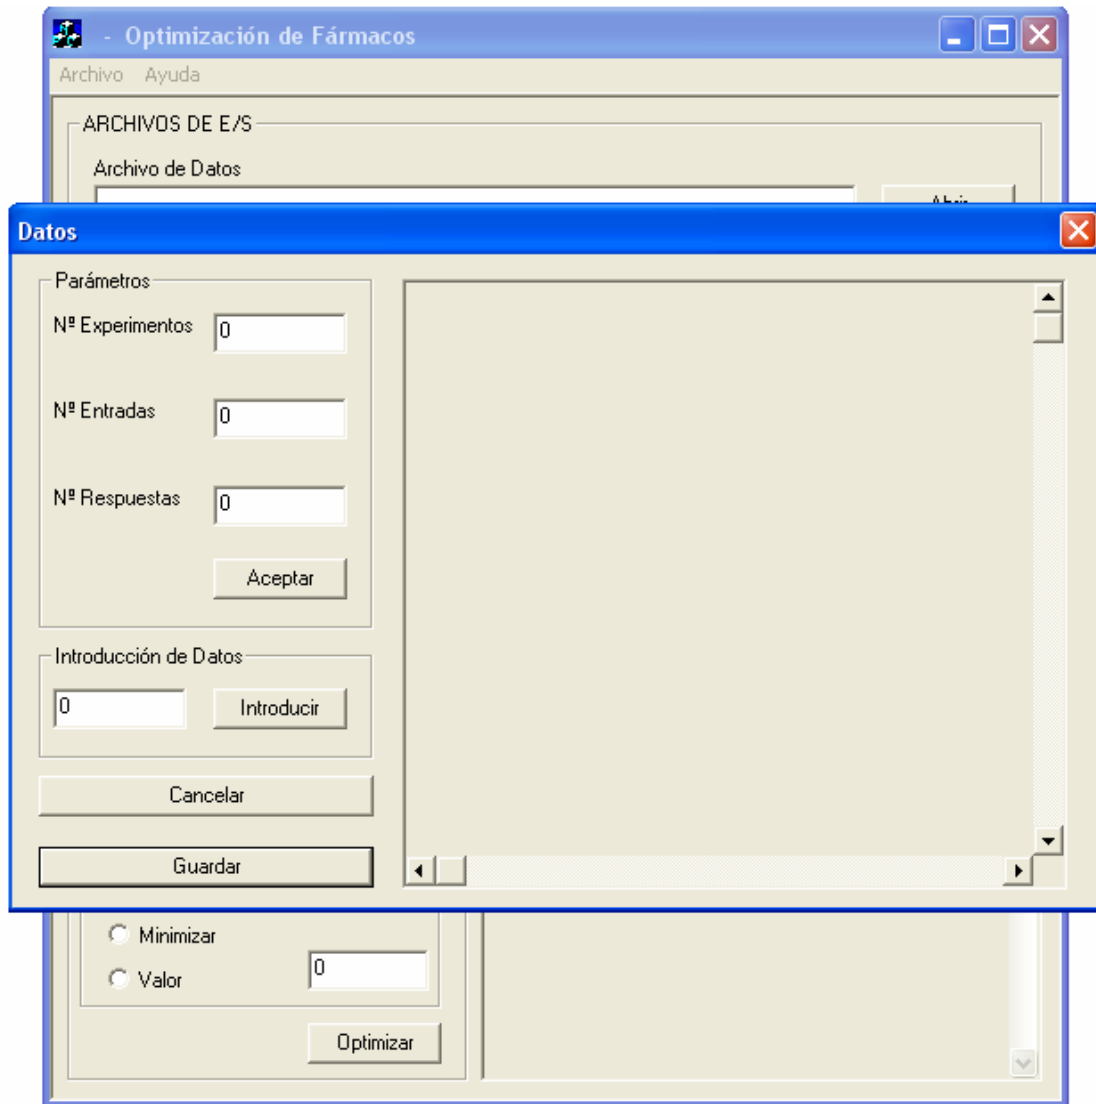 - Optimización de Fármacos
Archivo Ayuda
ARCHIVOS DE E/S
Archivo de Datos
Abrir
Datos
Parámetros
Nº Experimentos 0
Nº Entradas 0
Nº Respuestas 0
Aceptar
Introducción de Datos
0 Introducir
Cancelar
Guardar
Minimizar
Valor 0
Optimizar